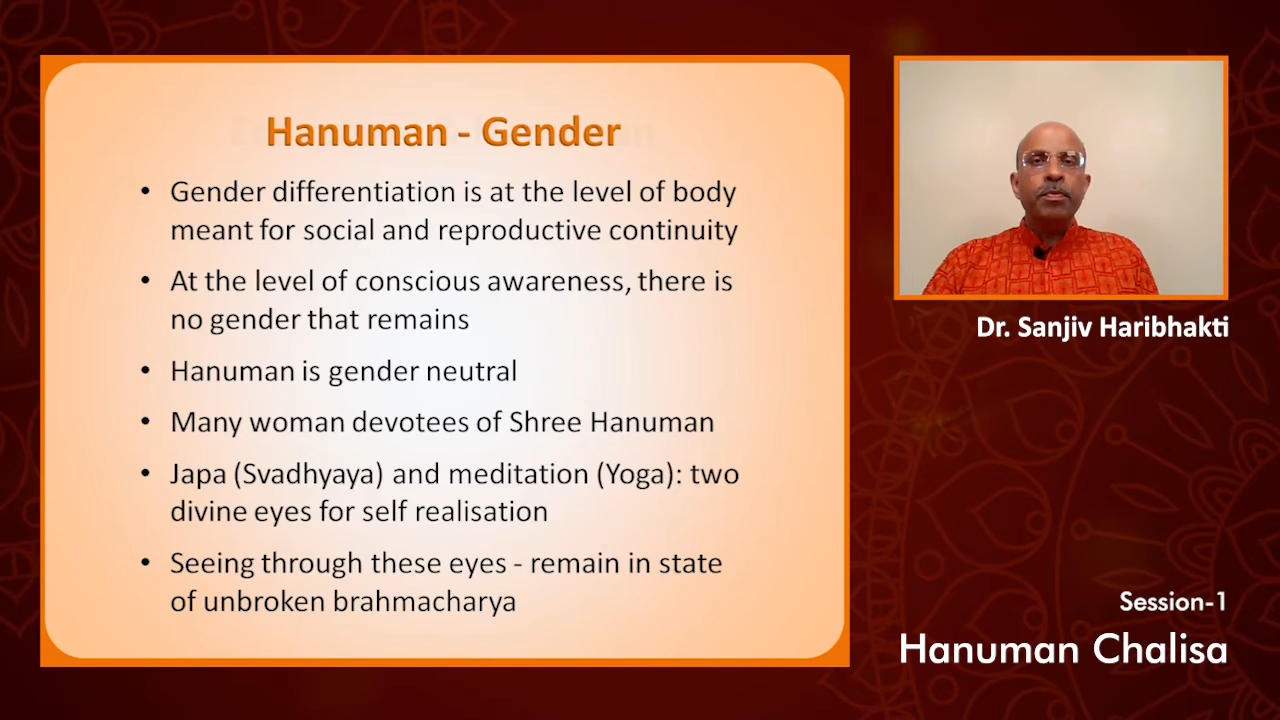 Hanuman - Gender
• Gender differentiation is at the level of body
meant for social and reproductive continuity
• At the level of conscious awareness, there is
no gender that remains
• Hanuman is gender neutral
• Many woman devotees of Shree Hanuman
• Japa (Svadhyaya) and meditation (Yoga): two
divine eyes for self realisation
• Seeing through these eyes - remain in state
of unbroken brahmacharya
Dr. Sanjiv Haribhakti
Session-1
Hanuman Chalisa